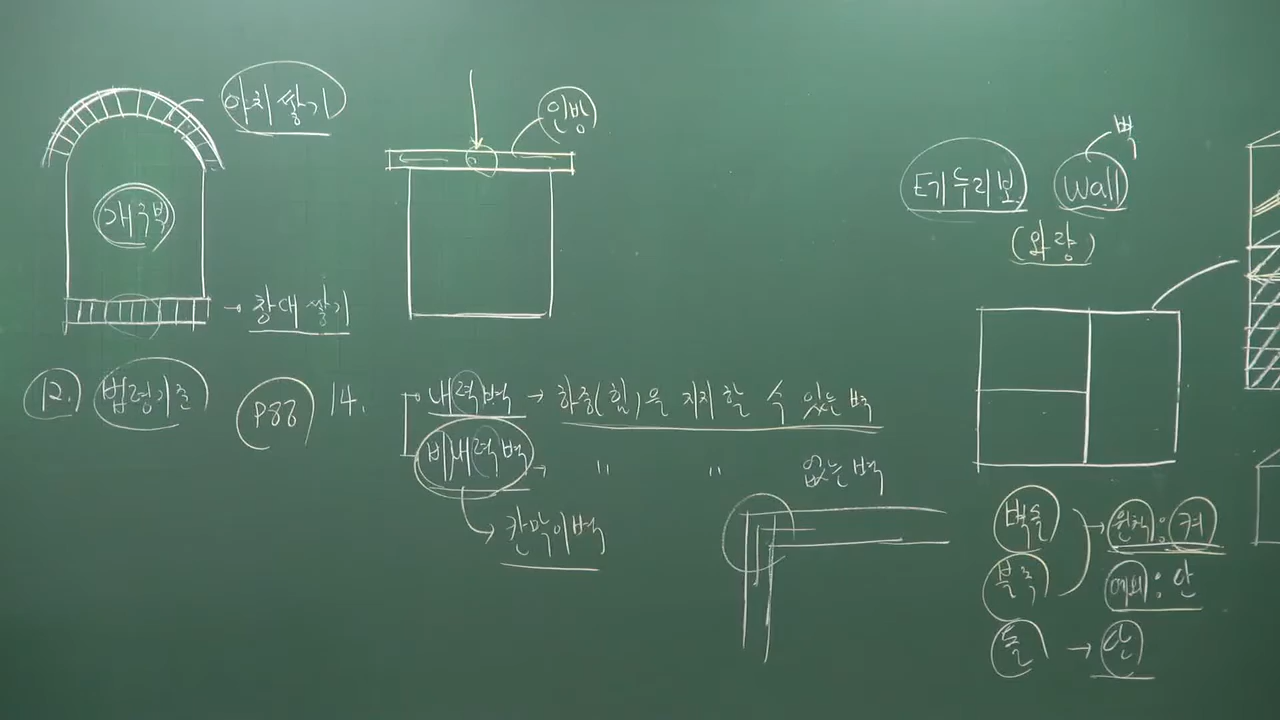 아치쌓기
개구부
창대쌓기
인방
테두리보 Wall 벽
(와량)
12. 법령기준 P88 14.
내력벽 → 하중(힘)을 지지할 수 있는 벽
비내력벽 → 〃 〃 없는 벽
→ 칸막이벽
벽돌 → 원칙 : 켜
블록 예외 : 단
돌 → 단